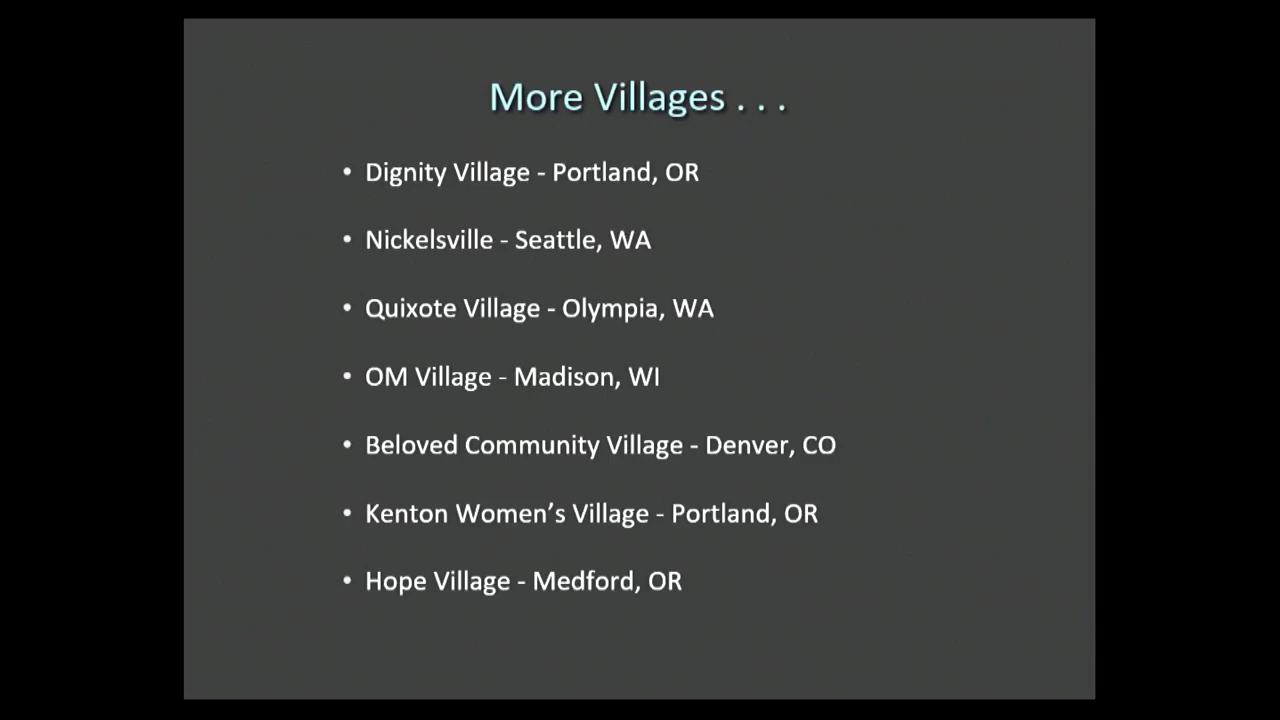 More Villages . . .
• Dignity Village - Portland, OR
• Nickelsville - Seattle, WA
• Quixote Village - Olympia, WA
• OM Village - Madison, WI
• Beloved Community Village - Denver, CO
• Kenton Women’s Village - Portland, OR
• Hope Village - Medford, OR